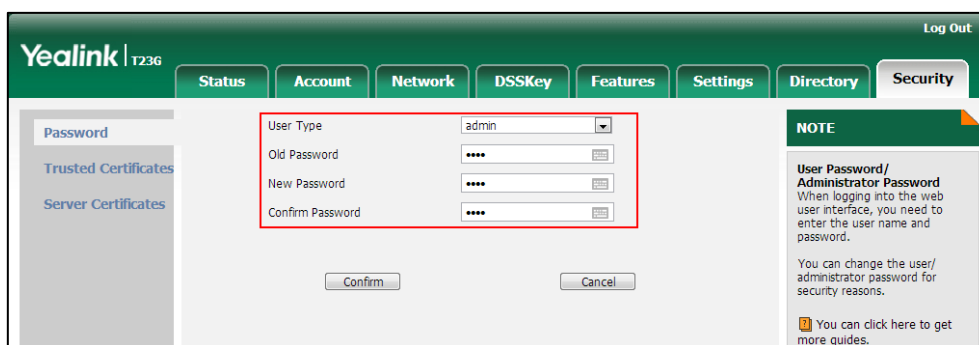 Log Out
Yealink | T23G
Status Account Network DSSKey Features Settings Directory Security
Password
Trusted Certificates
Server Certificates
User Type admin
Old Password ••••
New Password ••••
Confirm Password ••••
Confirm Cancel
NOTE
User Password/
Administrator Password
When logging into the web
user interface, you need to
enter the user name and
password.
You can change the user/
administrator password for
security reasons.
You can click here to get
more guides.